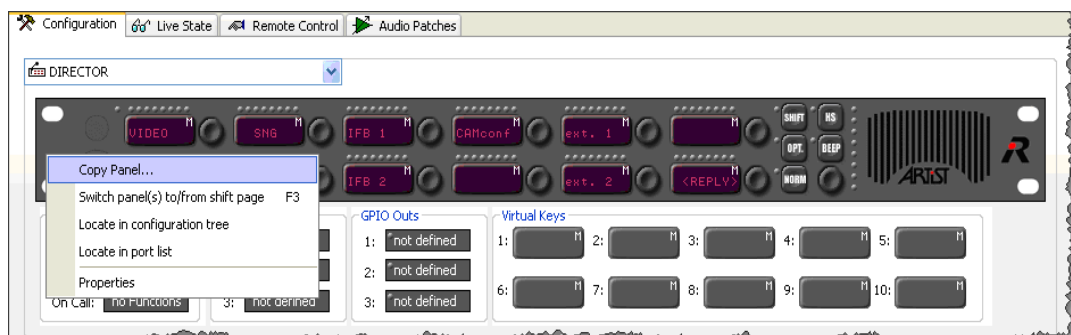 Configuration Live State Remote Control Audio Patches
DIRECTOR
VIDEO M SNG M IFB 1 M CAMconf M ext. 1 M M SHIFT HS
OPT. BEEP
IFB 2 M M ext. 2 M <REPLY> M NORM
ARTIST R
Copy Panel...
Switch panel(s) to/from shift page F3
Locate in configuration tree
Locate in port list
Properties
GPIO Outs
1: not defined
2: not defined
3: not defined
Virtual Keys
1: M 2: M 3: M 4: M 5: M
6: M 7: M 8: M 9: M 10: M
On Call: no Functions 3: not defined